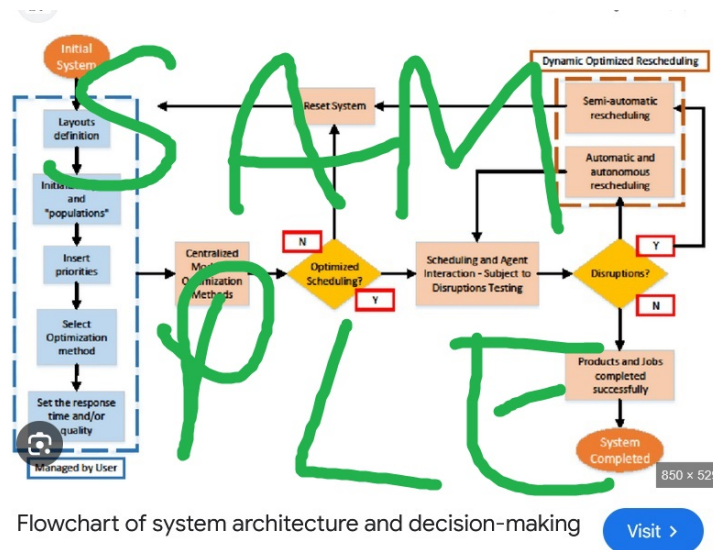 Initial
System
Dynamic Optimized Rescheduling
Semi-automatic
rescheduling
Reset System
Layouts
definition
Automatic and
autonomous
rescheduling
and
"populations"
N
Y
Insert
priorities
Centralized
Optimization
Methods
Optimized
Scheduling?
Scheduling and Agent
Interaction - Subject to
Disruptions Testing
Disruptions?
Y
N
Select
Optimization
method
Products and Jobs
completed
successfully
Set the response
time and/or
quality
System
Completed
Managed by User
SAM
PLE
850 × 529
Flowchart of system architecture and decision-making
Visit >